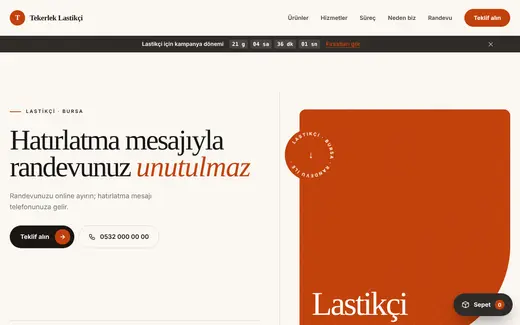 T Tekerlek Lastikçi
Ürünler Hizmetler Süreç Neden biz Randevu Teklif alın
Lastikçi için kampanya dönemi 21 g 04 sa 36 dk 01 sn Fırsatları gör ×
LASTİKÇİ · BURSA
Hatırlatma mesajıyla
randevunuz unutulmaz
Randevunuzu online ayırın; hatırlatma mesajı
telefonunuza gelir.
Teklif alın → 0532 000 00 00
LASTİKÇİ · BURSA · RANDEVU İLE ·
↓
Lastikçi
Sepet 0